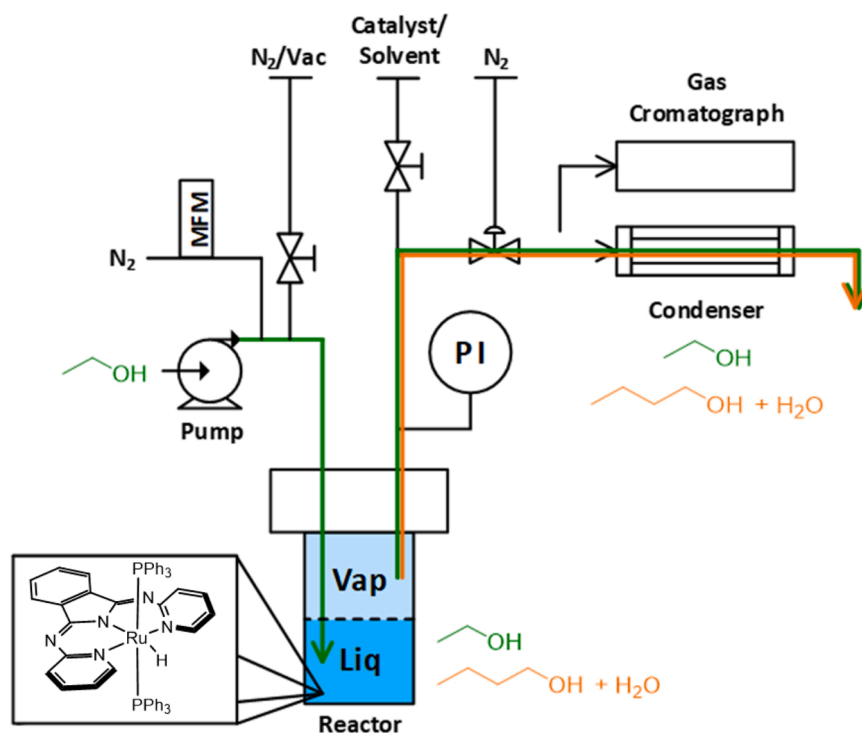 Catalyst/
Solvent
N2/Vac
N2
Gas
Cromatograph
MFM
N2
Condenser
OH
OH
PI
Pump
OH + H2O
PPh3
N
N
N
N
N
Ru
H
PPh3
Vap
Liq
OH
OH + H2O
Reactor